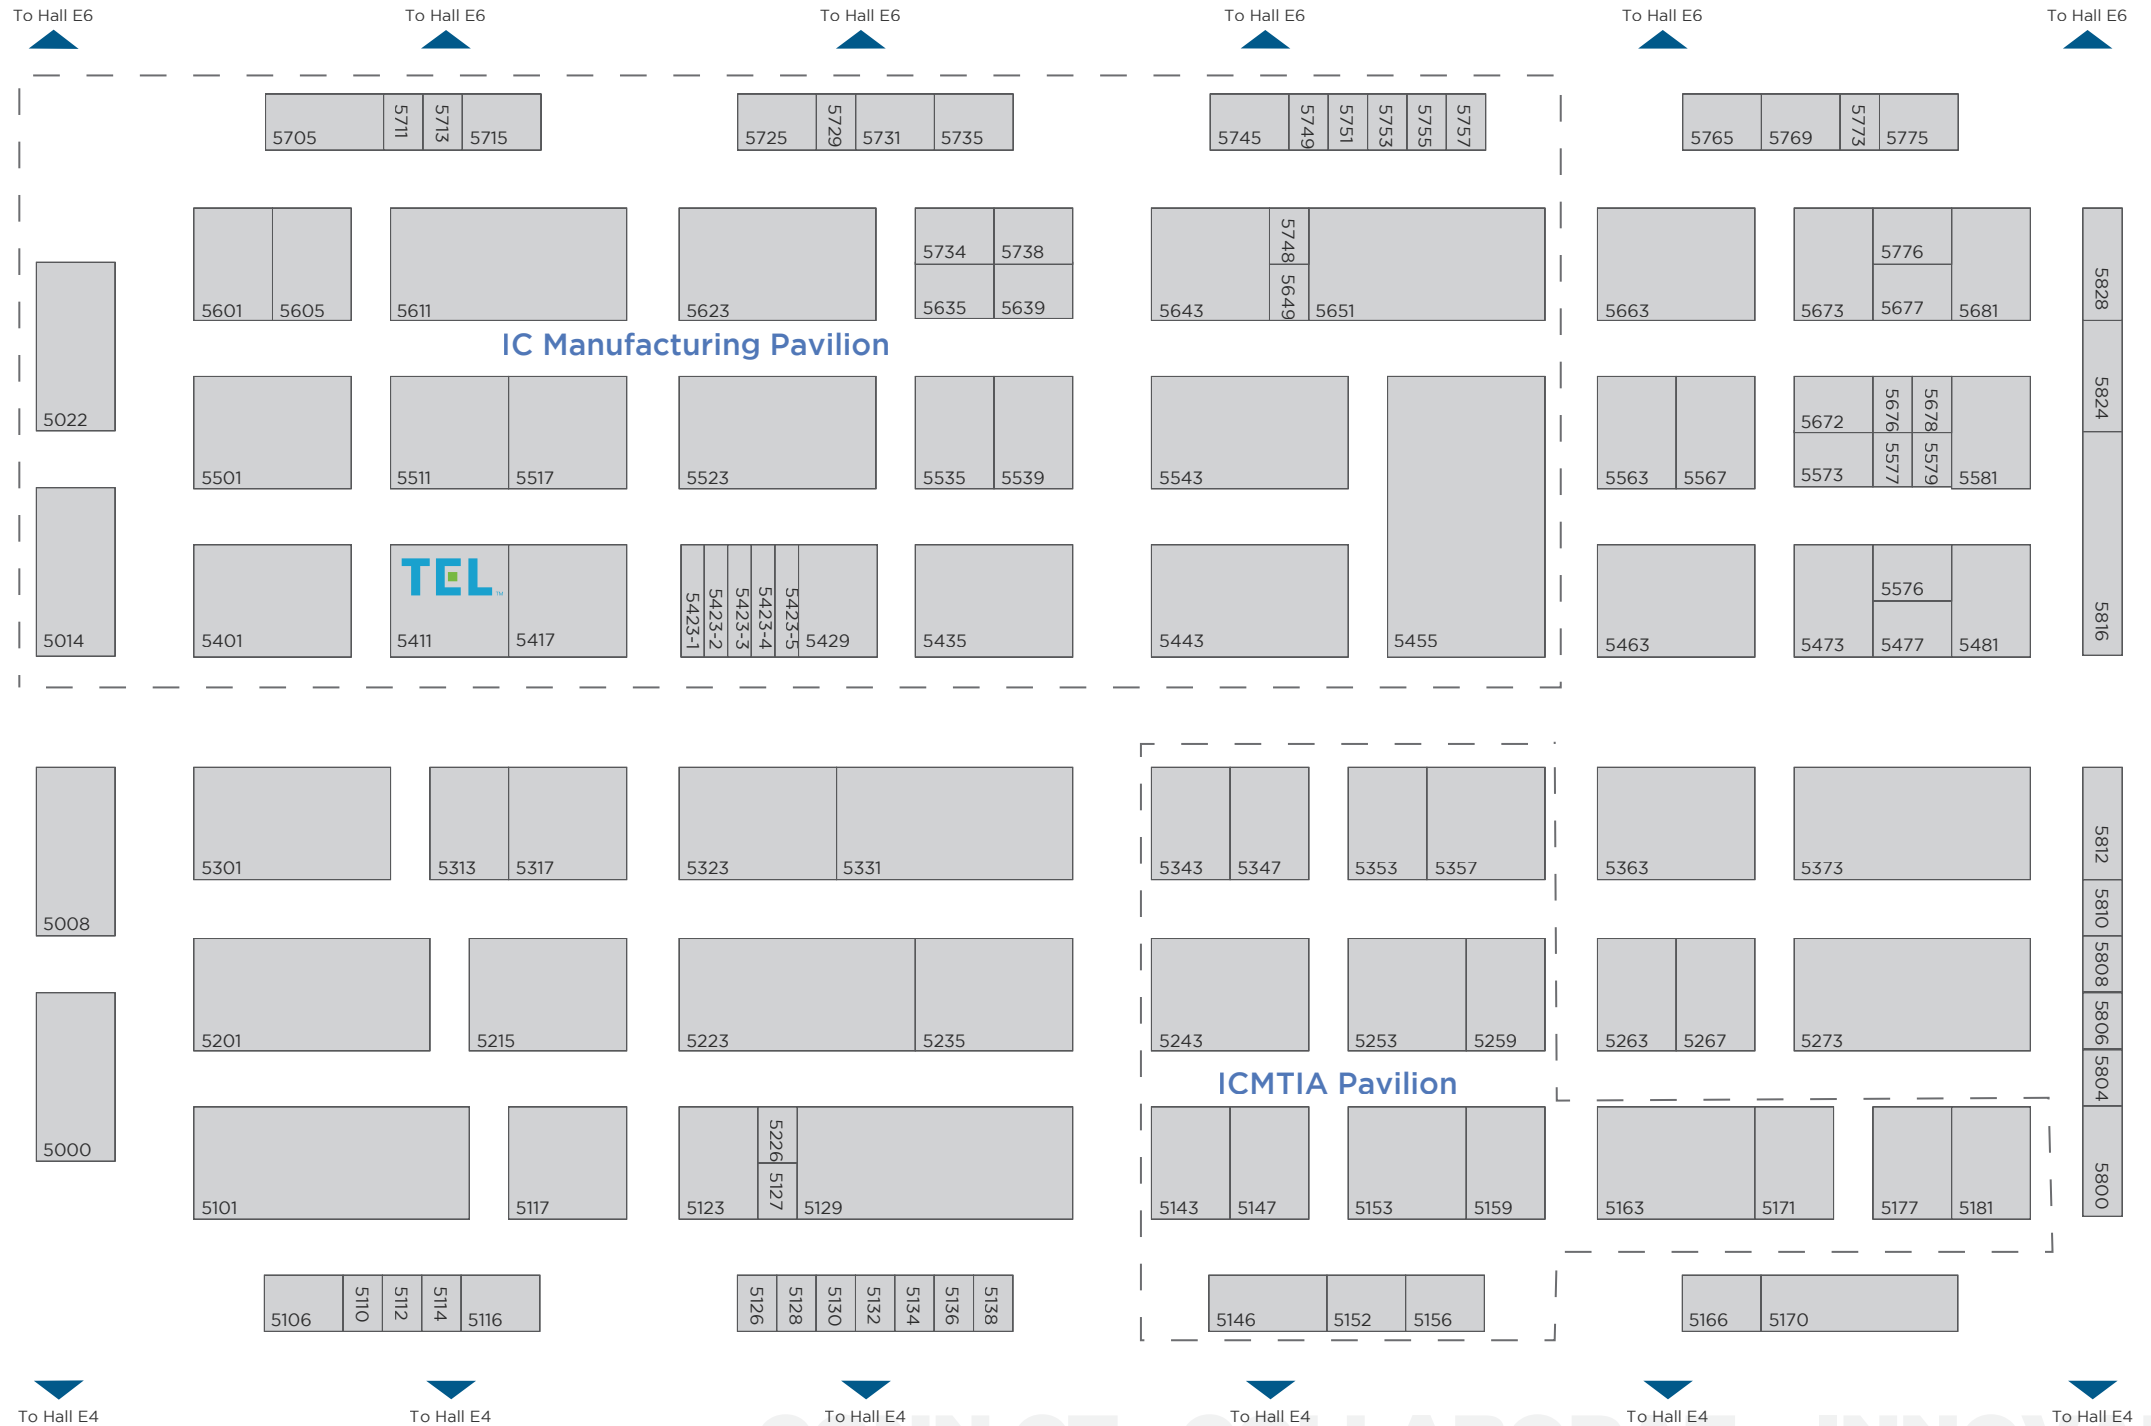 To Hall E6 To Hall E6 To Hall E6 To Hall E6 To Hall E6 To Hall E6
5705 5711 5713 5715 5725 5729 5731 5735 5745 5749 5751 5753 5755 5757 5765 5769 5773 5775
5734 5738 5748 5776
5601 5605 5611 5623 5635 5639 5643 5649 5651 5663 5673 5677 5681 5828
IC Manufacturing Pavilion
5022
5672 5676 5678 5824
5501 5511 5517 5523 5535 5539 5543 5563 5567 5573 5577 5579 5581
TEL™
5576
5014 5401 5411 5417 5423-1 5423-2 5423-3 5423-4 5423-5 5429 5435 5443 5455 5463 5473 5477 5481 5816
5301 5313 5317 5323 5331 5343 5347 5353 5357 5363 5373 5812
5008 5810
5808
5201 5215 5223 5235 5243 5253 5259 5263 5267 5273 5806
ICMTIA Pavilion
5804
5000 5226
5101 5117 5123 5127 5129 5143 5147 5153 5159 5163 5171 5177 5181 5800
5106 5110 5112 5114 5116 5126 5128 5130 5132 5134 5136 5138 5146 5152 5156 5166 5170
To Hall E4 To Hall E4 To Hall E4 To Hall E4 To Hall E4 To Hall E4